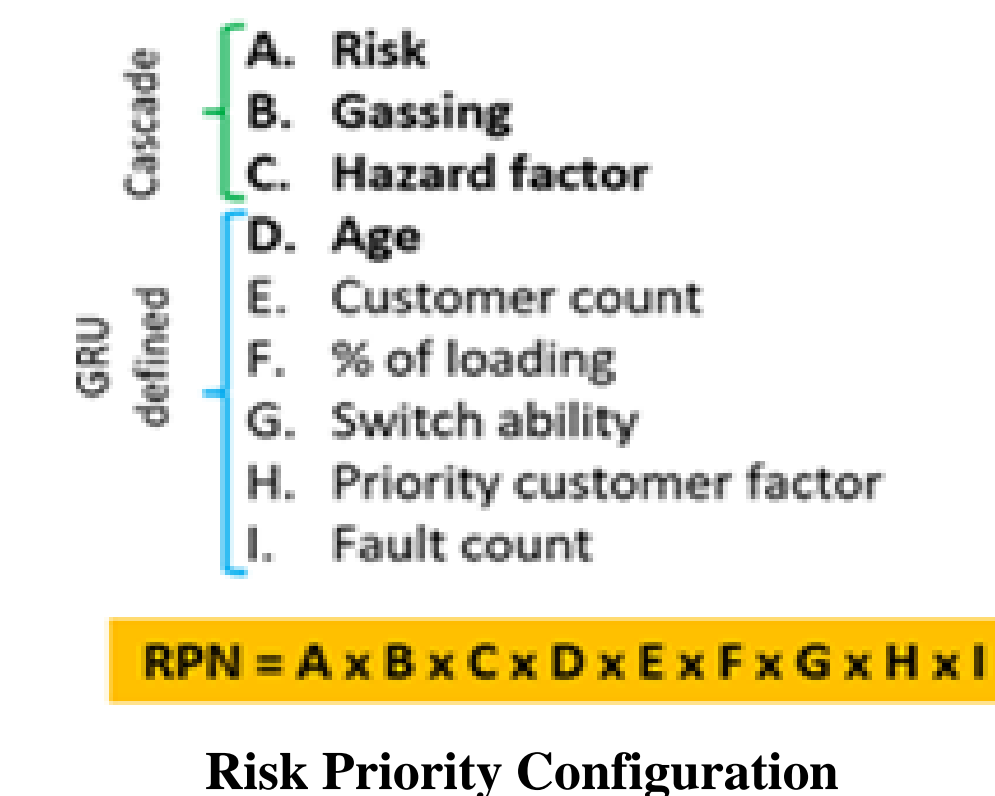 Cascade
A. Risk
B. Gassing
C. Hazard factor
GRU
defined
D. Age
E. Customer count
F. % of loading
G. Switch ability
H. Priority customer factor
I. Fault count
RPN = A x B x C x D x E x F x G x H x I
Risk Priority Configuration